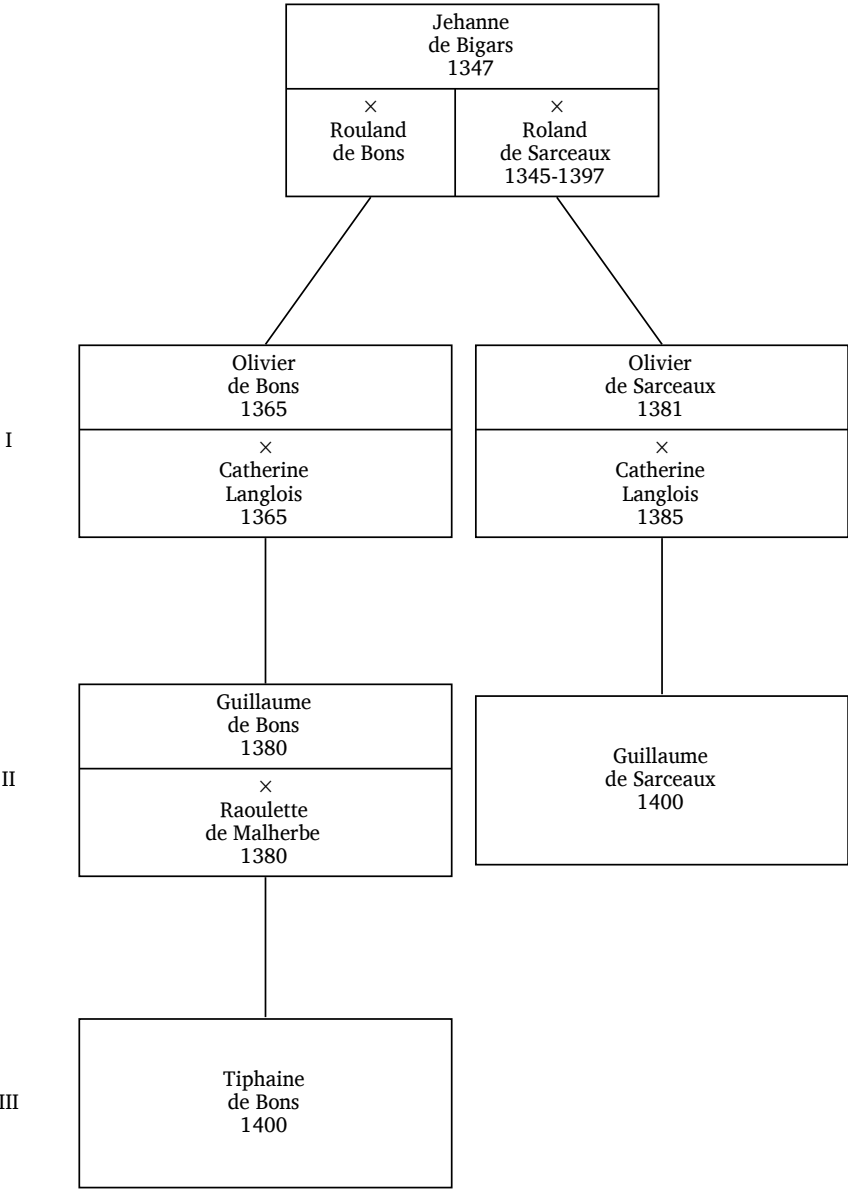 Jehanne
de Bigars
1347
×
Rouland
de Bons
×
Roland
de Sarceaux
1345-1397
I
Olivier
de Bons
1365
×
Catherine
Langlois
1365
Olivier
de Sarceaux
1381
×
Catherine
Langlois
1385
II
Guillaume
de Bons
1380
×
Raoulette
de Malherbe
1380
Guillaume
de Sarceaux
1400
III
Tiphaine
de Bons
1400